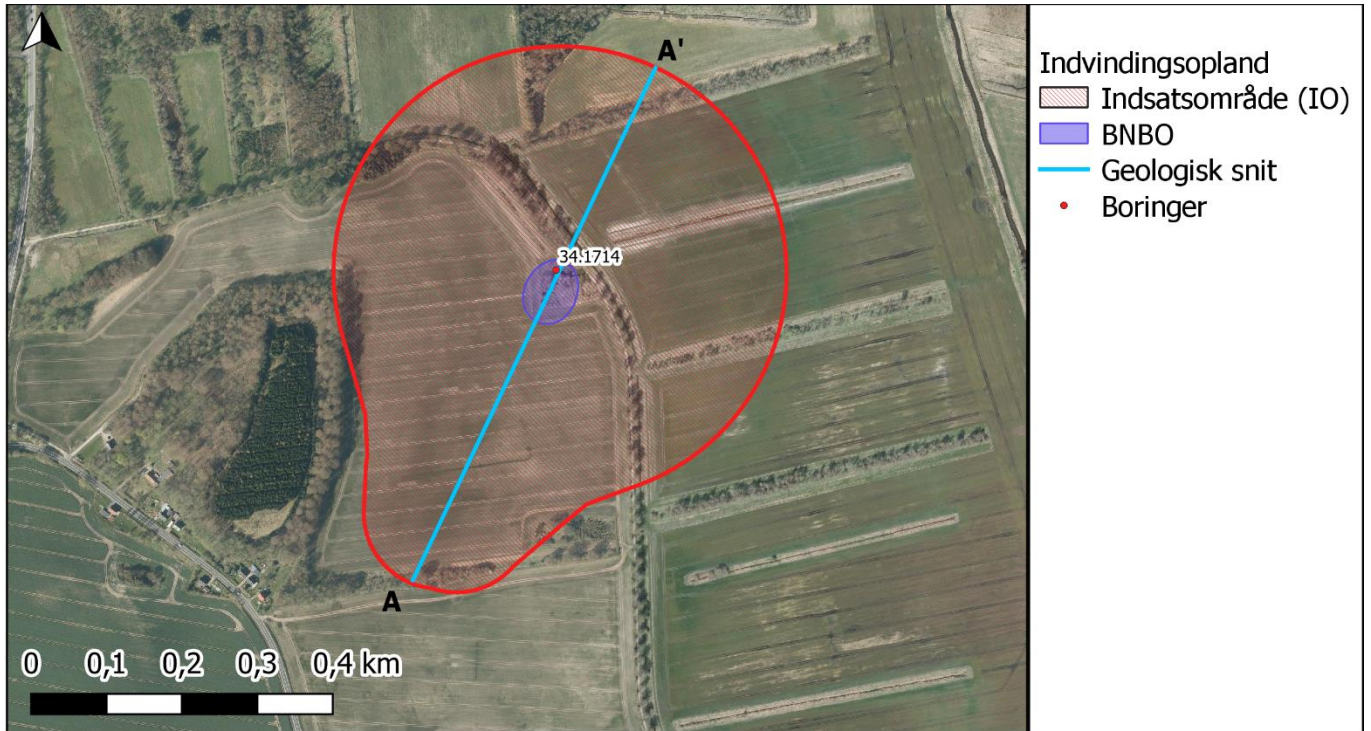 A'
34.1714
A
0 0,1 0,2 0,3 0,4 km
Indvindingsopland
Indsatsområde (IO)
BNBO
Geologisk snit
Boringer